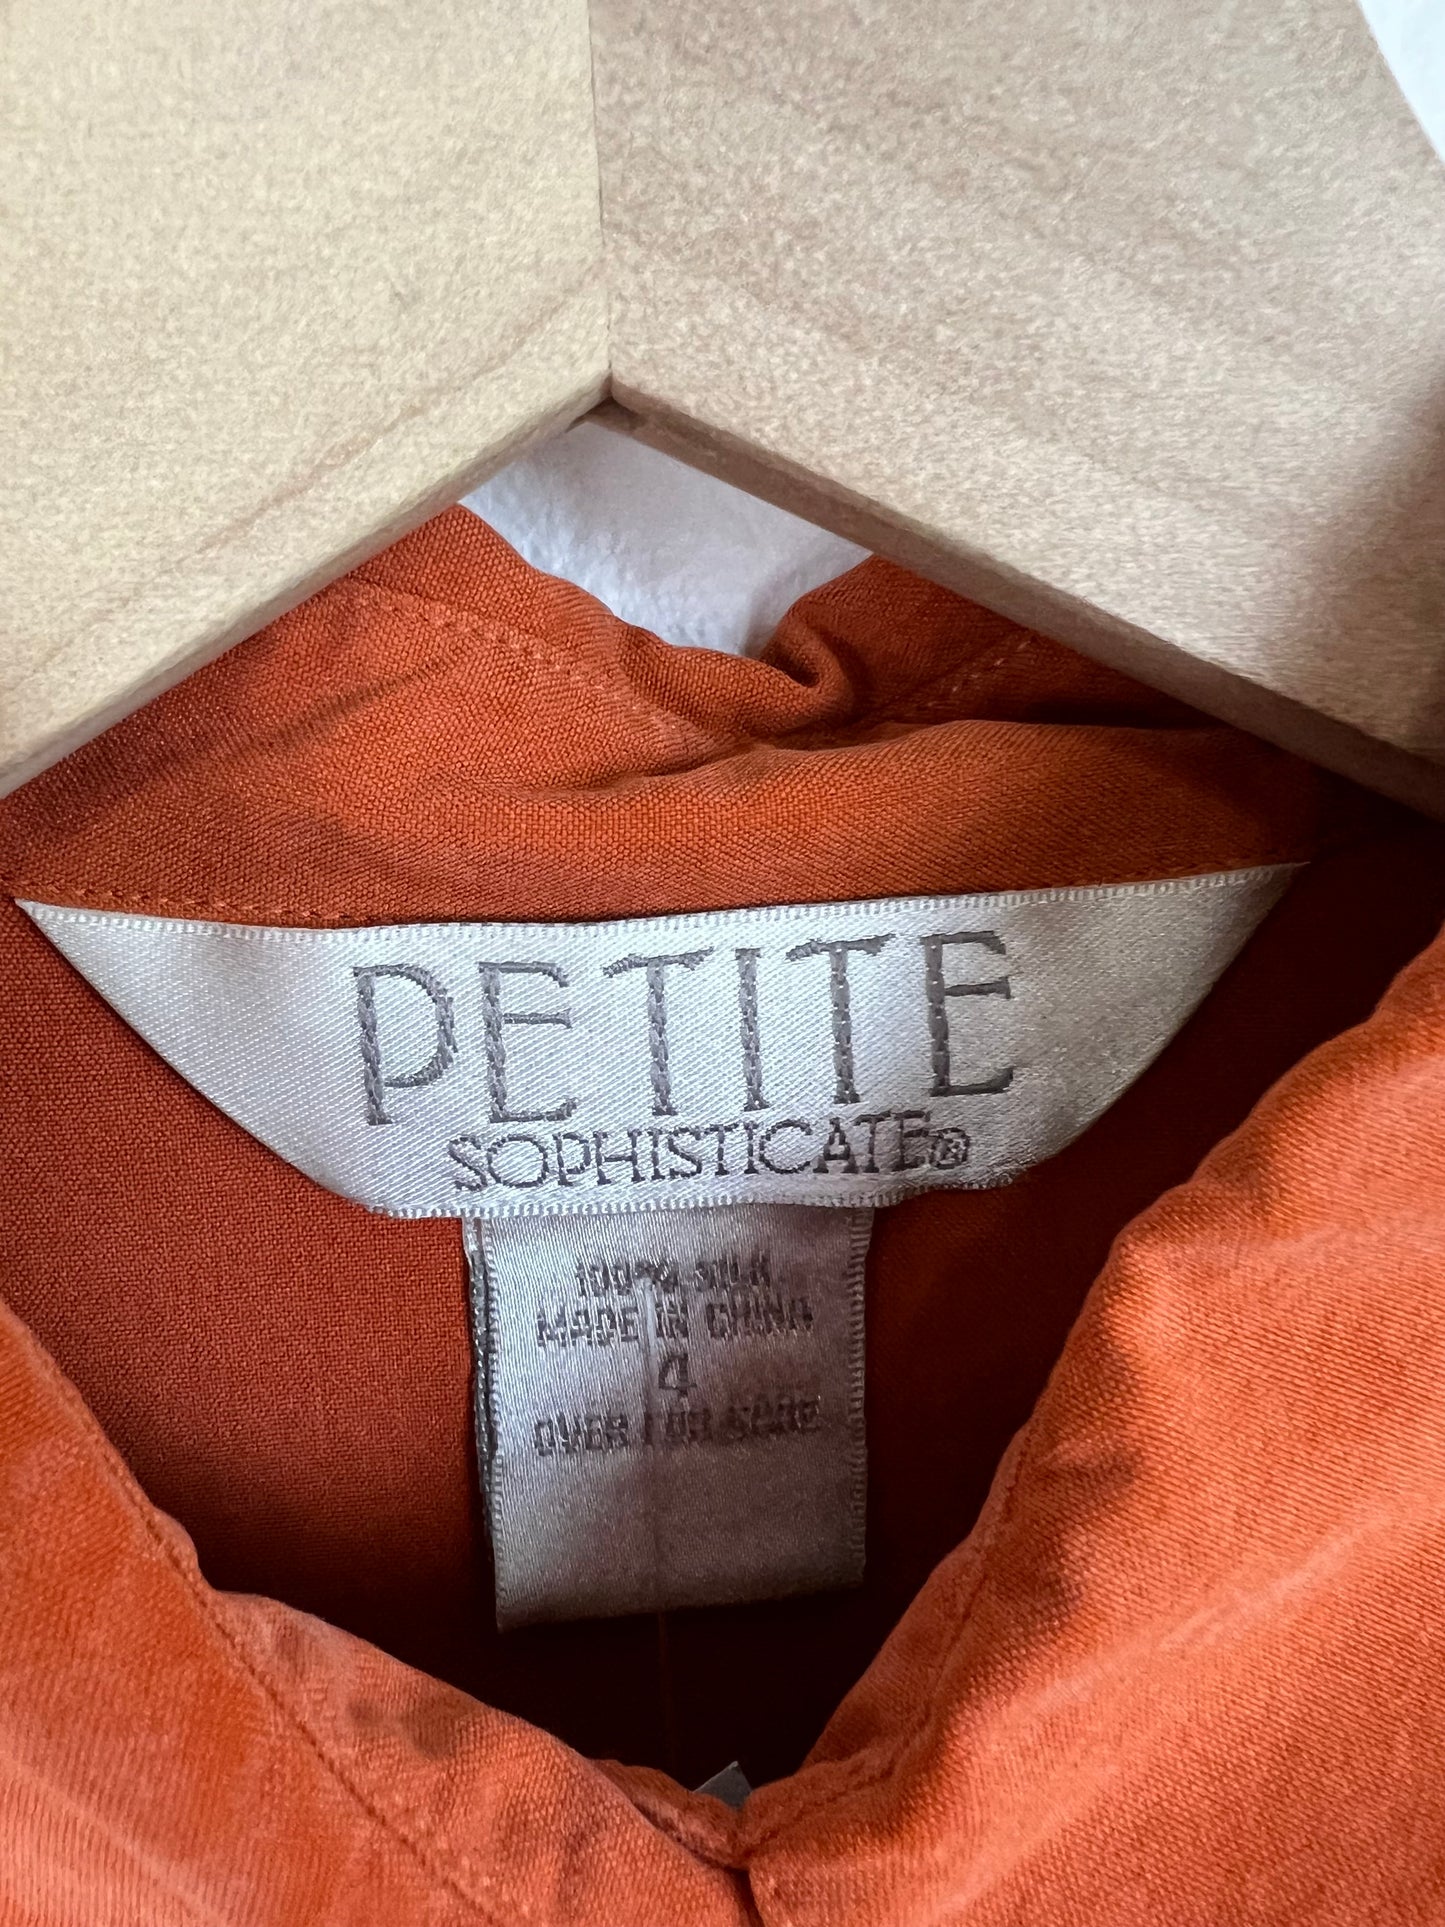 PETITE
SOPHISTICATE®
100% SILK
MADE IN CHINA
4
OVER FOR CARE